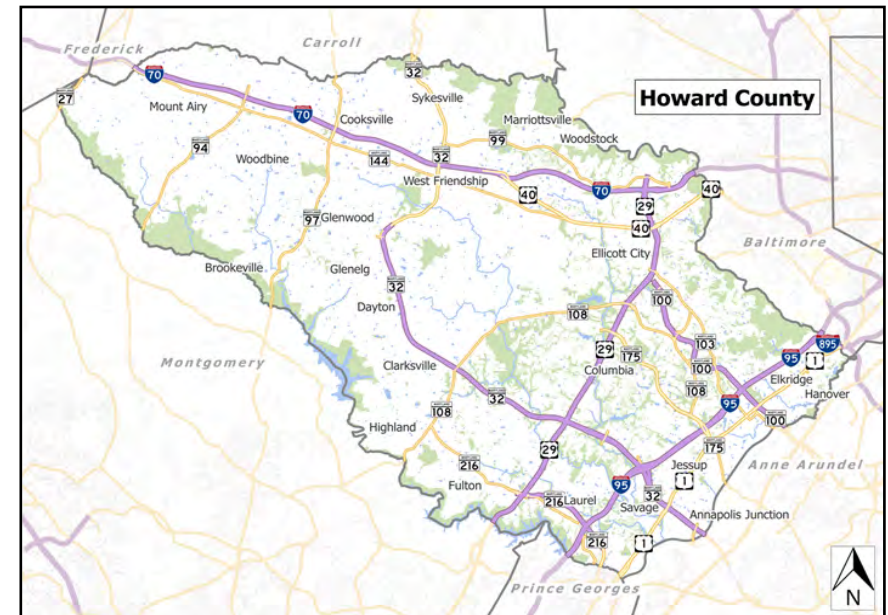 Carroll
Frederick
70
32
27
Mount Airy
70
Sykesville
Howard County
Cooksville
Marriottsville
94
99
Woodstock
Woodbine
144
32
West Friendship
40
70
40
29
97
Glenwood
40
Baltimore
Ellicott City
Brookeville
Glenelg
32
100
Dayton
108
103
895
29
175
95
1
Montgomery
Clarksville
Columbia
100
Elkridge
32
108
Hanover
95
108
100
Highland
29
175
216
Jessup
Anne Arundel
Fulton
95
1
32
216
Laurel
Savage
Annapolis Junction
216
1
Prince Georges
N